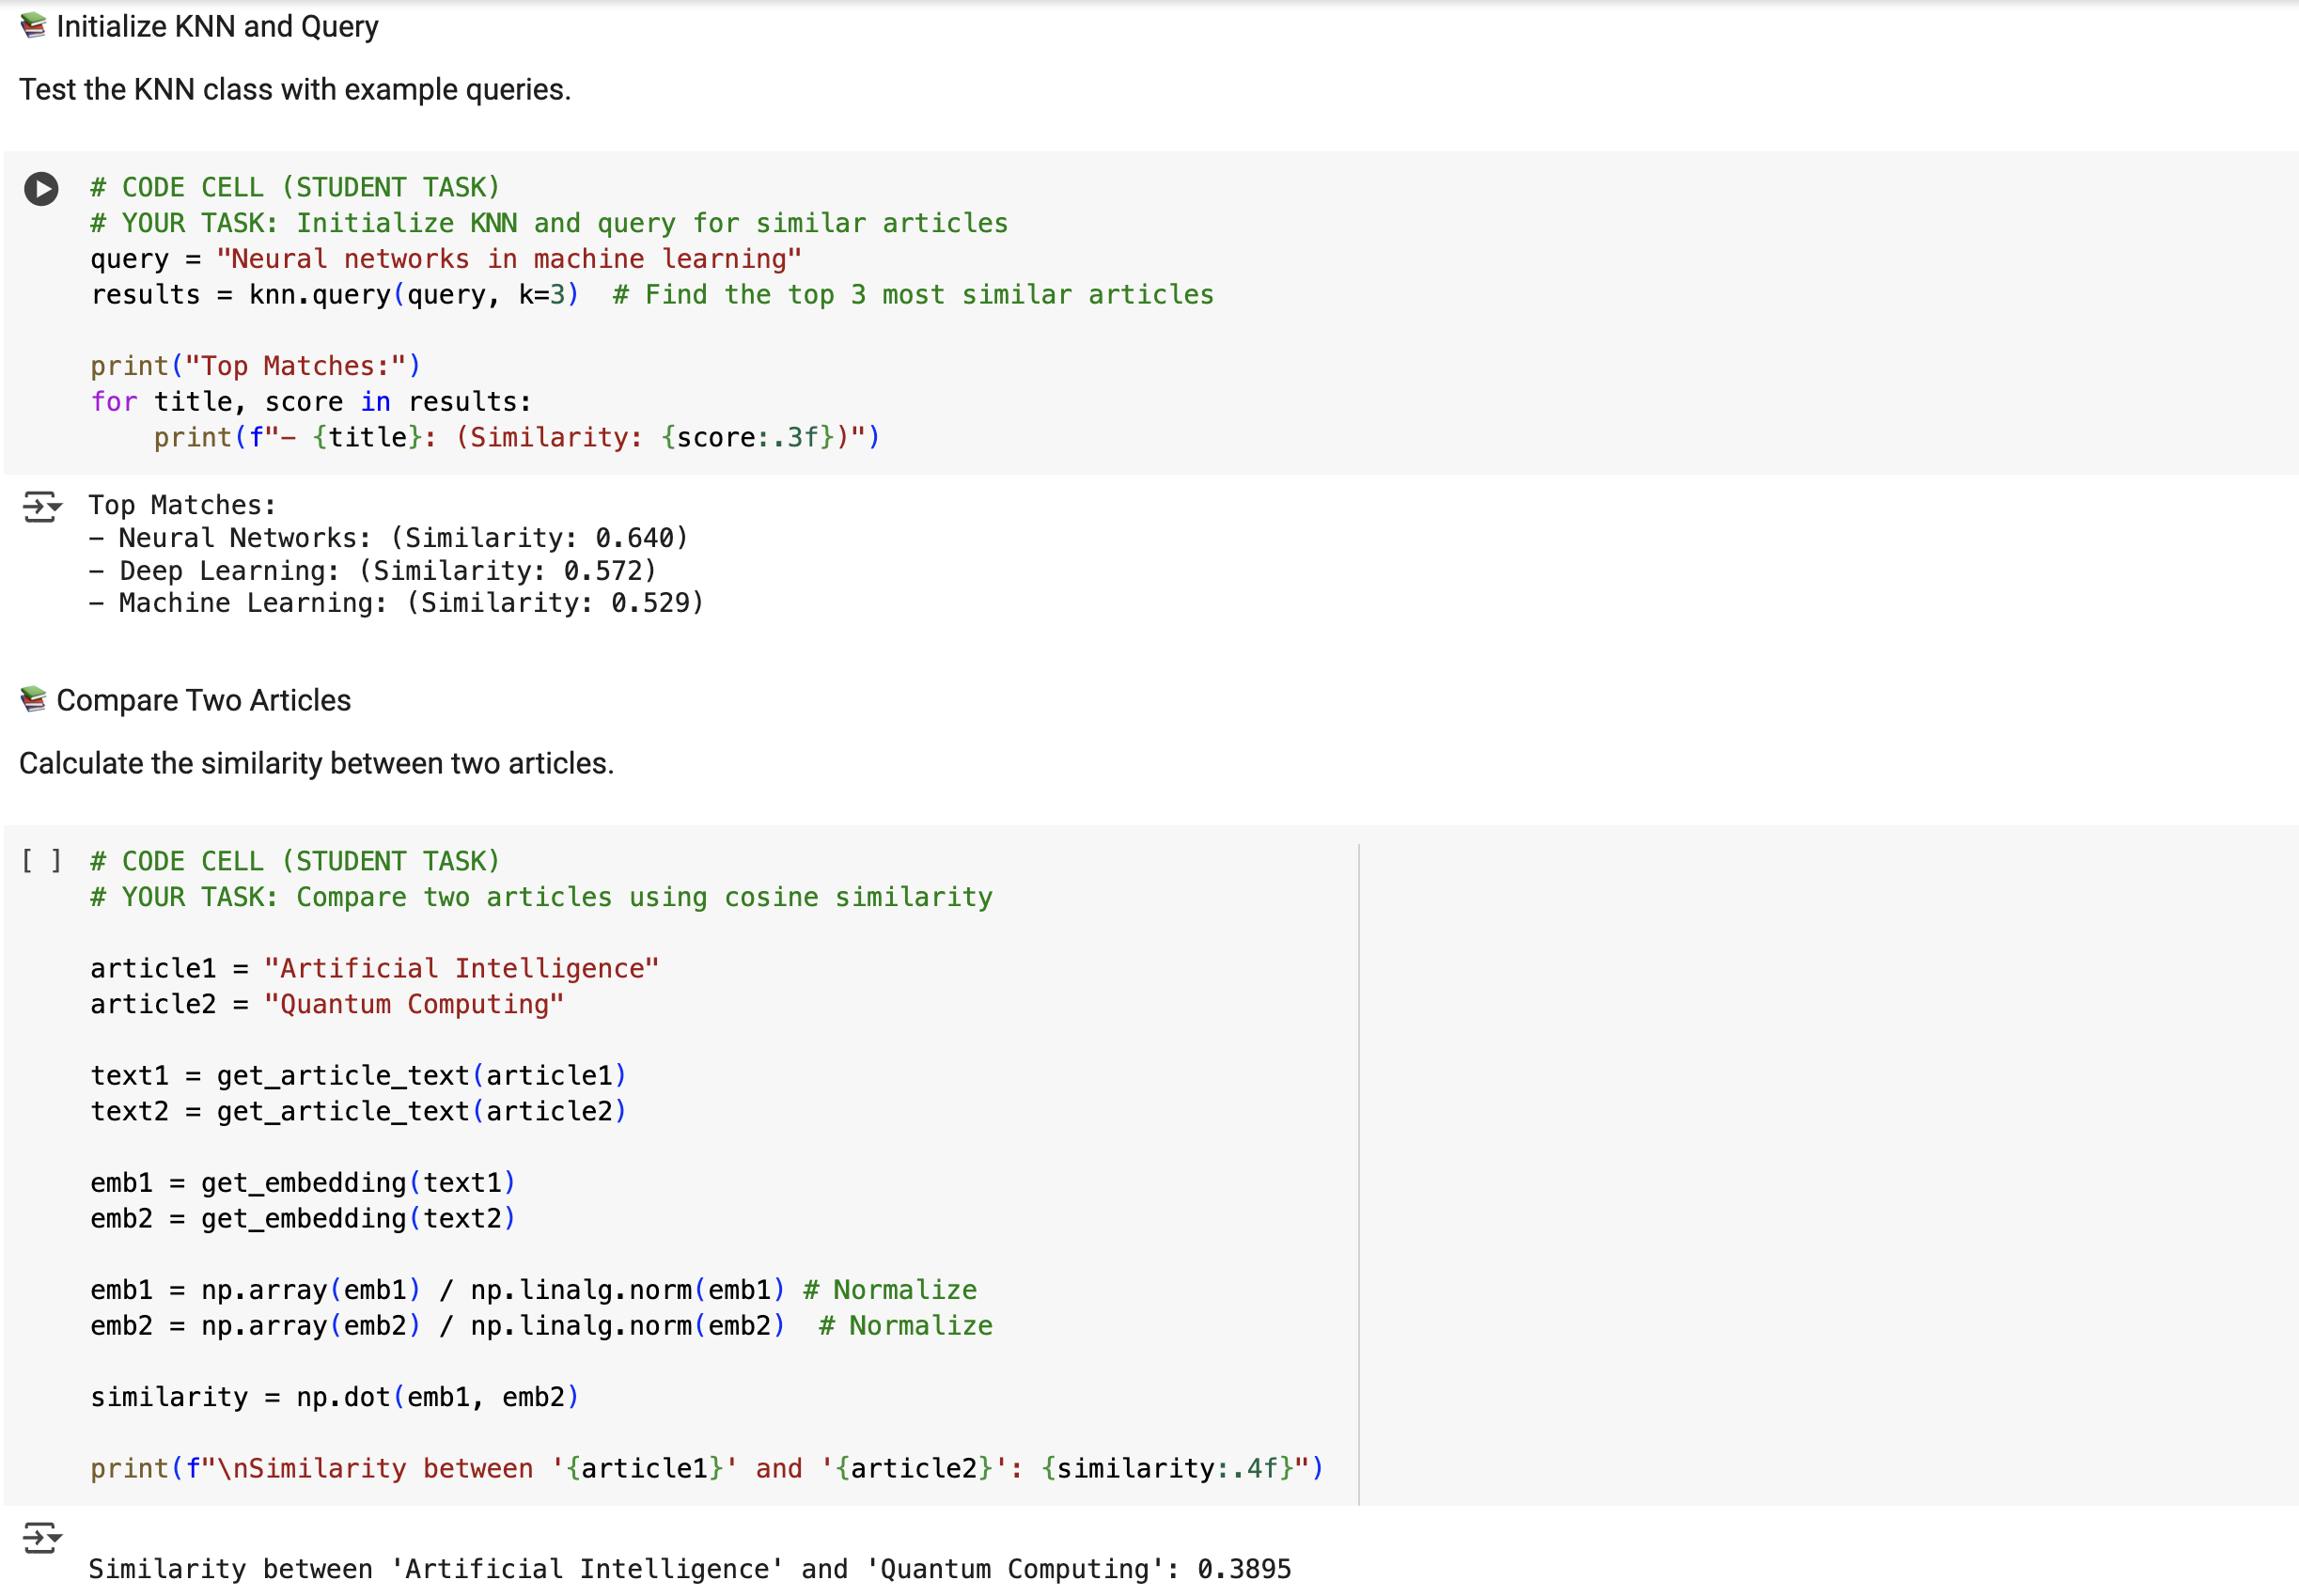 📚 Initialize KNN and Query
Test the KNN class with example queries.
# CODE CELL (STUDENT TASK)
# YOUR TASK: Initialize KNN and query for similar articles
query = "Neural networks in machine learning"
results = knn.query(query, k=3)  # Find the top 3 most similar articles
print("Top Matches:")
for title, score in results:
    print(f"- {title}: (Similarity: {score:.3f})")
Top Matches:
- Neural Networks: (Similarity: 0.640)
- Deep Learning: (Similarity: 0.572)
- Machine Learning: (Similarity: 0.529)
📚 Compare Two Articles
Calculate the similarity between two articles.
[ ] # CODE CELL (STUDENT TASK)
# YOUR TASK: Compare two articles using cosine similarity
article1 = "Artificial Intelligence"
article2 = "Quantum Computing"
text1 = get_article_text(article1)
text2 = get_article_text(article2)
emb1 = get_embedding(text1)
emb2 = get_embedding(text2)
emb1 = np.array(emb1) / np.linalg.norm(emb1) # Normalize
emb2 = np.array(emb2) / np.linalg.norm(emb2)  # Normalize
similarity = np.dot(emb1, emb2)
print(f"\nSimilarity between '{article1}' and '{article2}': {similarity:.4f}")
Similarity between 'Artificial Intelligence' and 'Quantum Computing': 0.3895